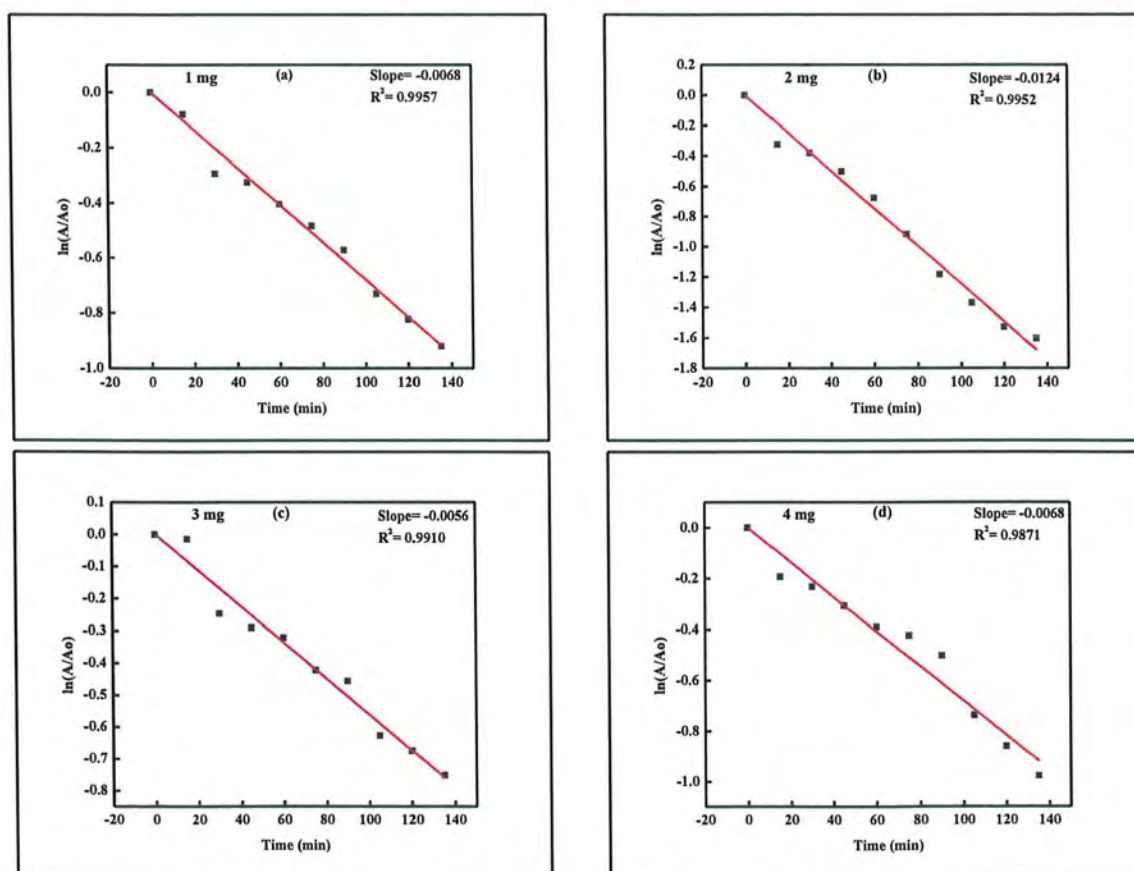 1 mg (a) Slope= -0.0068
R²= 0.9957
0.0
-0.2
-0.4
-0.6
-0.8
-1.0
ln(A/Ao)
-20 0 20 40 60 80 100 120 140
Time (min)
2 mg (b) Slope= -0.0124
R²= 0.9952
0.2
0.0
-0.2
-0.4
-0.6
-0.8
-1.0
-1.2
-1.4
-1.6
-1.8
ln(A/Ao)
-20 0 20 40 60 80 100 120 140
Time (min)
3 mg (c) Slope= -0.0056
R²= 0.9910
0.1
0.0
-0.1
-0.2
-0.3
-0.4
-0.5
-0.6
-0.7
-0.8
ln(A/Ao)
-20 0 20 40 60 80 100 120 140
Time (min)
4 mg (d) Slope= -0.0068
R²= 0.9871
0.0
-0.2
-0.4
-0.6
-0.8
-1.0
ln(A/Ao)
-20 0 20 40 60 80 100 120 140
Time (min)